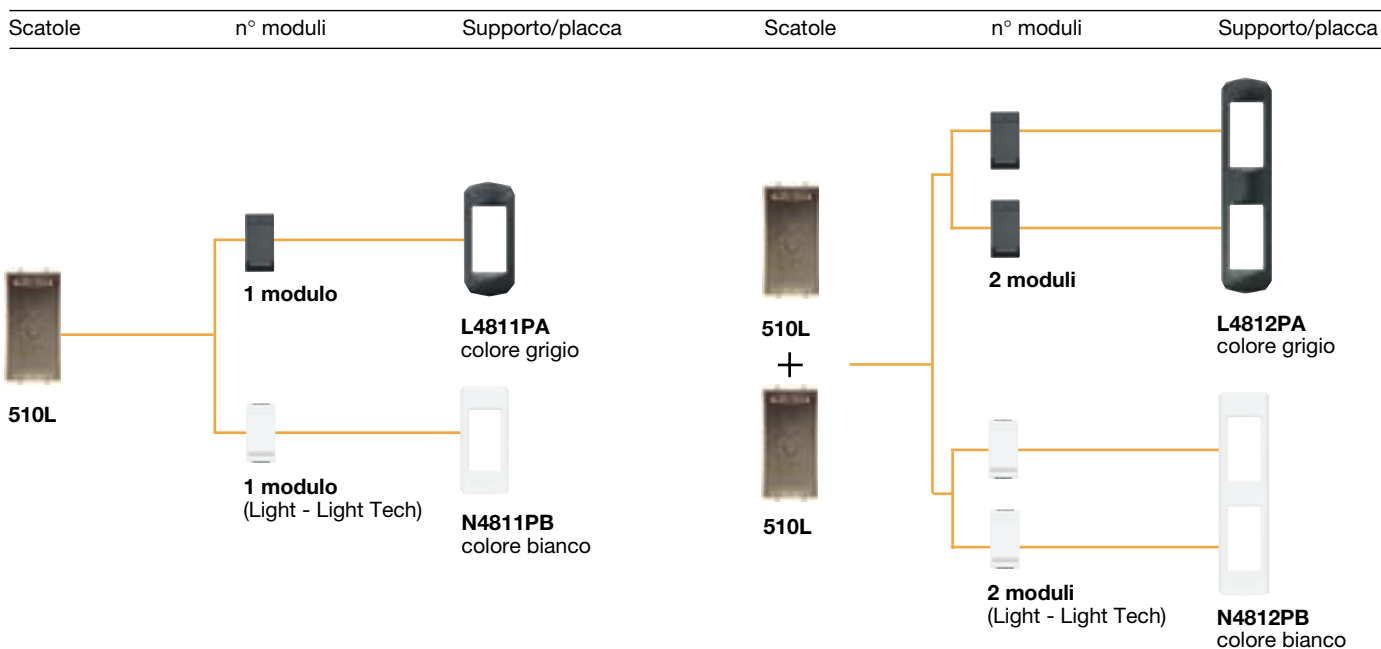 Scatole n° moduli Supporto/placca Scatole n° moduli Supporto/placca
510L
1 modulo
L4811PA
colore grigio
1 modulo
(Light - Light Tech)
N4811PB
colore bianco
510L
+
510L
2 moduli
L4812PA
colore grigio
2 moduli
(Light - Light Tech)
N4812PB
colore bianco